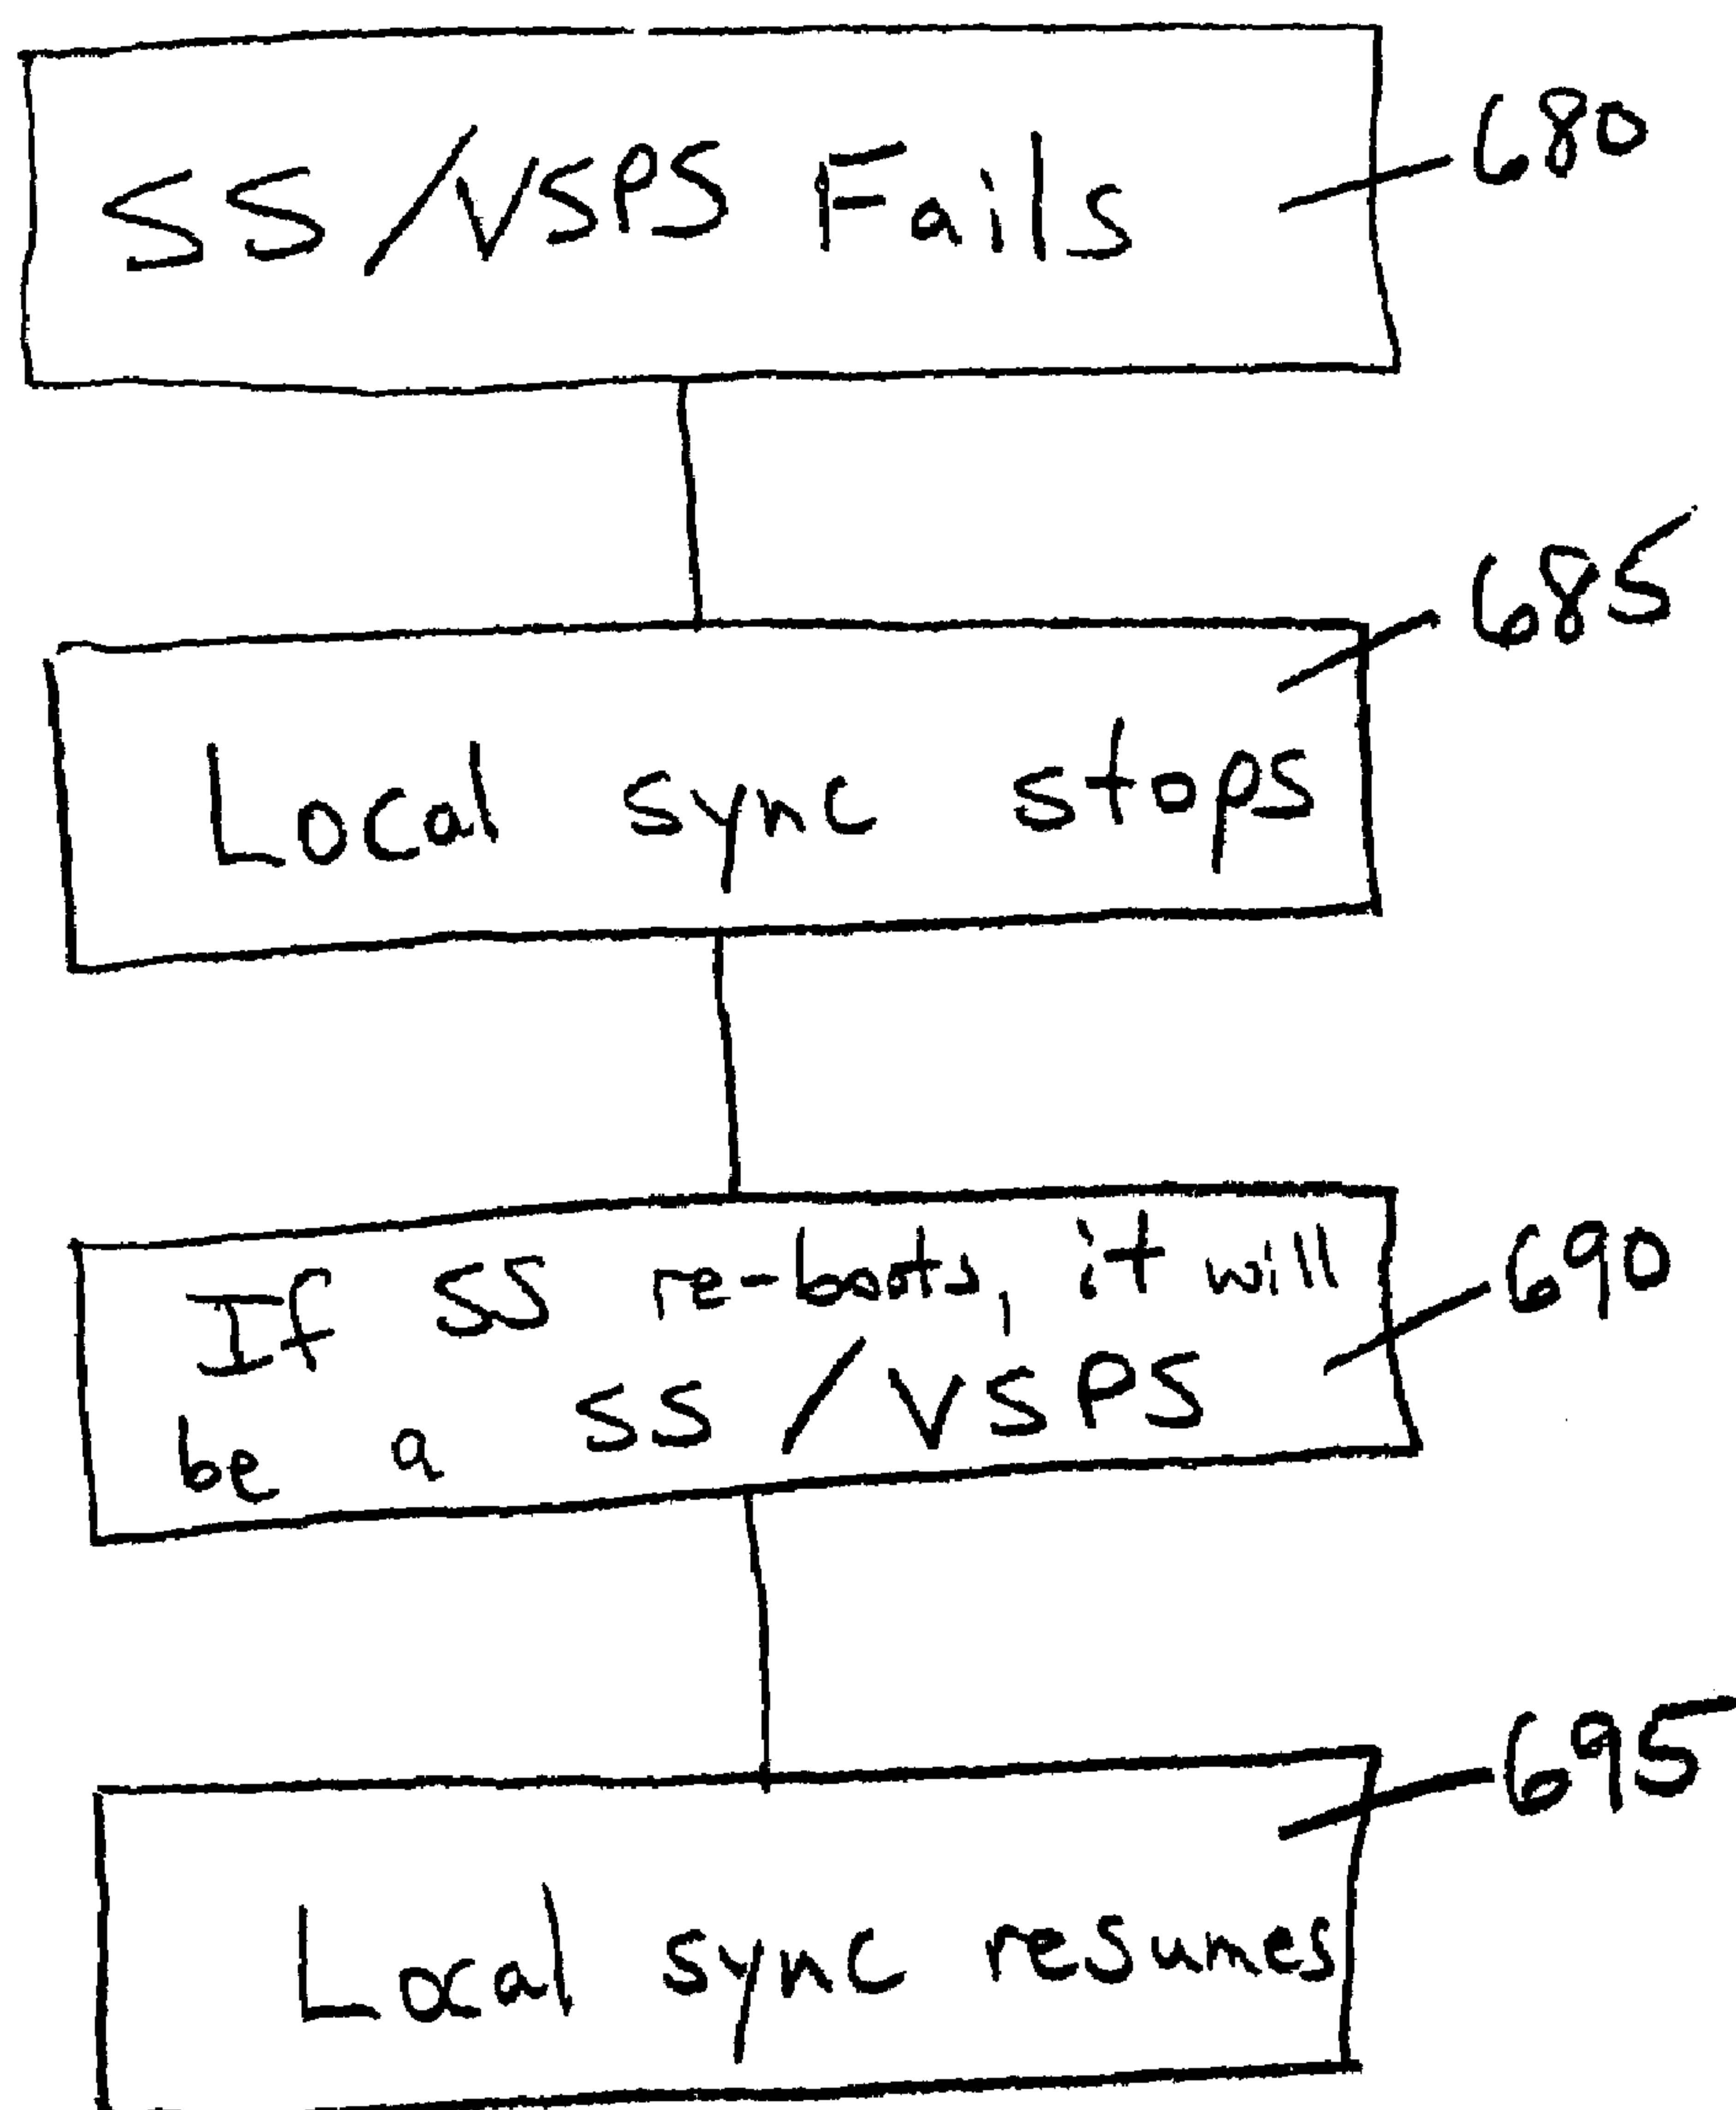 SS/VSPS Fails
680
685
Local sync stops
If SS re-boots, it will
be a SS/VSPS
690
695
Local sync resumes